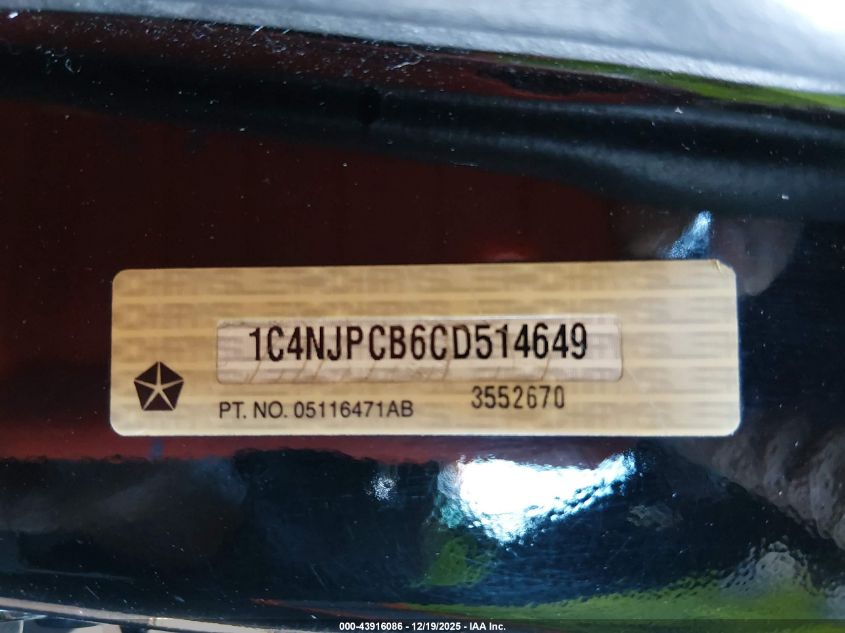 1C4NJPCB6CD514649
PT. NO. 05116471AB 3552670
000-43916086 - 12/19/2025 - IAA Inc.